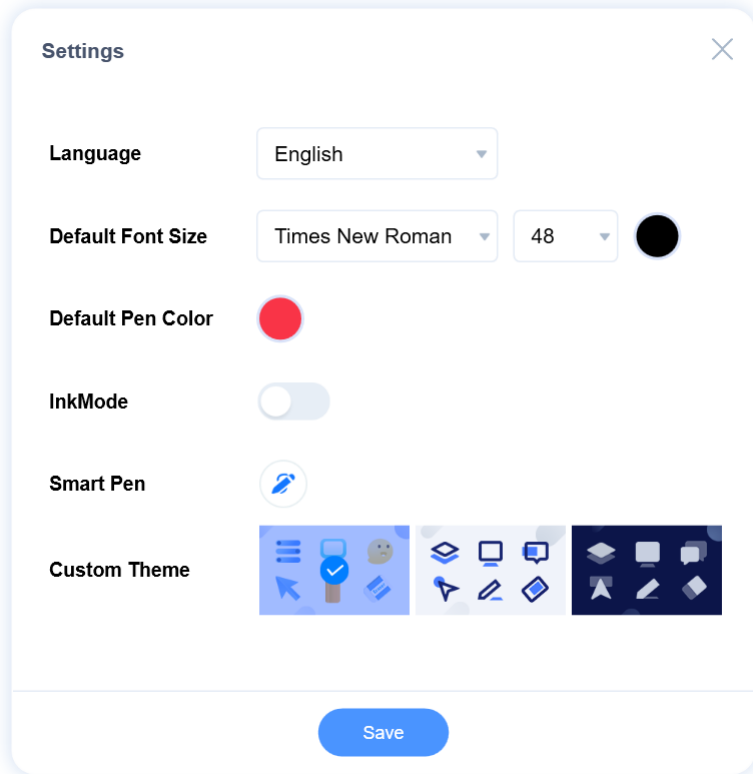 Settings
Language English
Default Font Size Times New Roman 48
Default Pen Color
InkMode
Smart Pen
Custom Theme
Save